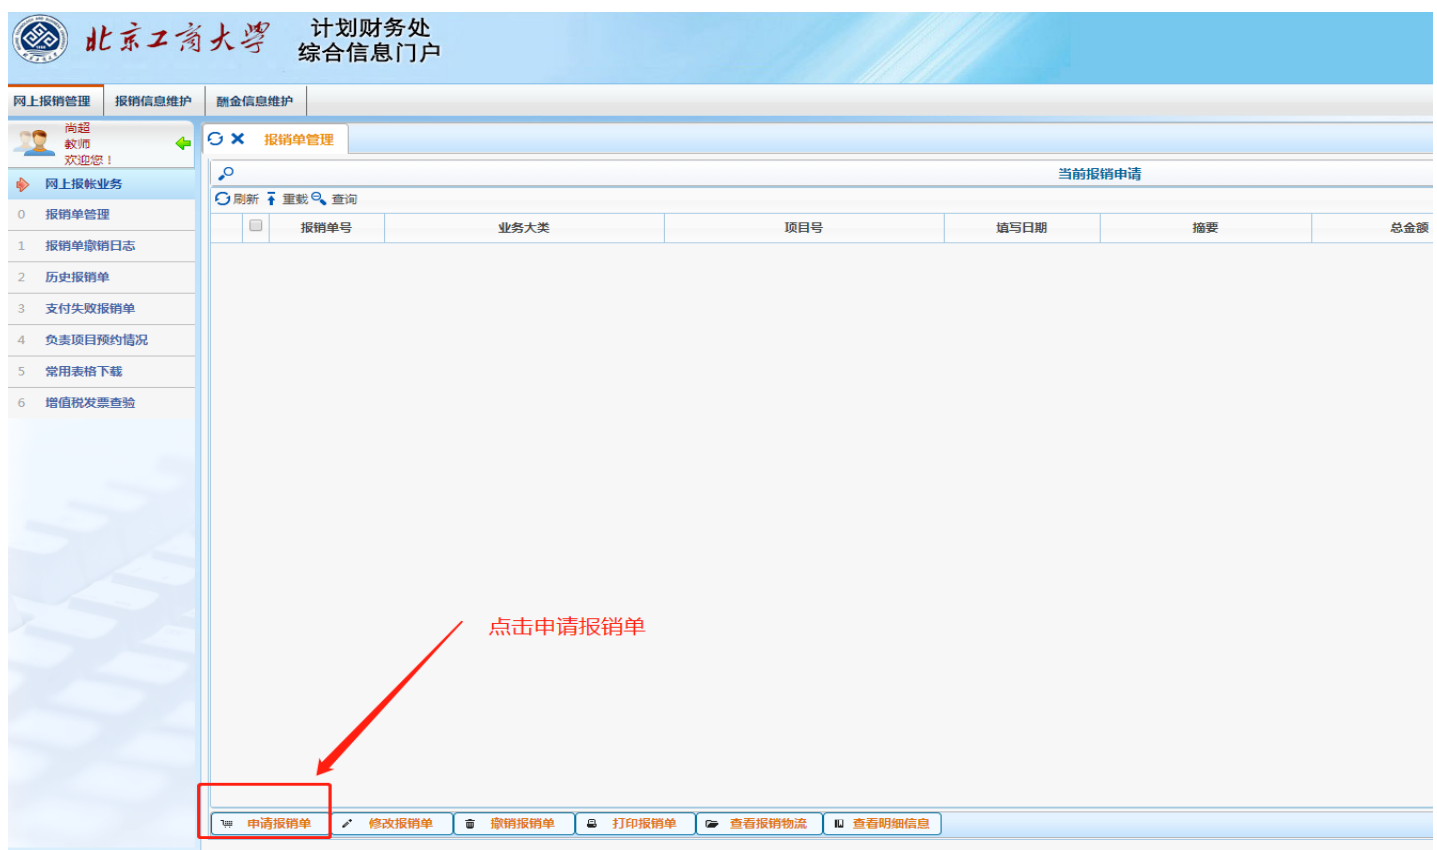 北京工商大学
计划财务处
综合信息门户
网上报销管理 报销信息维护 酬金信息维护
尚超
教师
欢迎您！
报销单管理
网上报帐业务
当前报销申请
刷新 重载 查询
报销单号 业务大类 项目号 填写日期 摘要 总金额
0 报销单管理
1 报销单撤销日志
2 历史报销单
3 支付失败报销单
4 负责项目预约情况
5 常用表格下载
6 增值税发票查验
点击申请报销单
申请报销单 修改报销单 撤销报销单 打印报销单 查看报销物流 查看明细信息